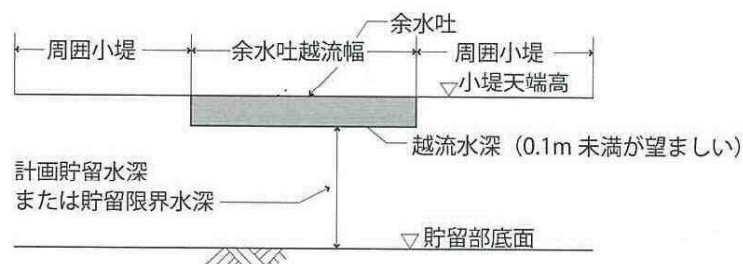 余水吐
周囲小堤
余水吐越流幅
周囲小堤
▽小堤天端高
越流水深（0.1m 未満が望ましい）
計画貯留水深
または貯留限界水深
▽貯留部底面